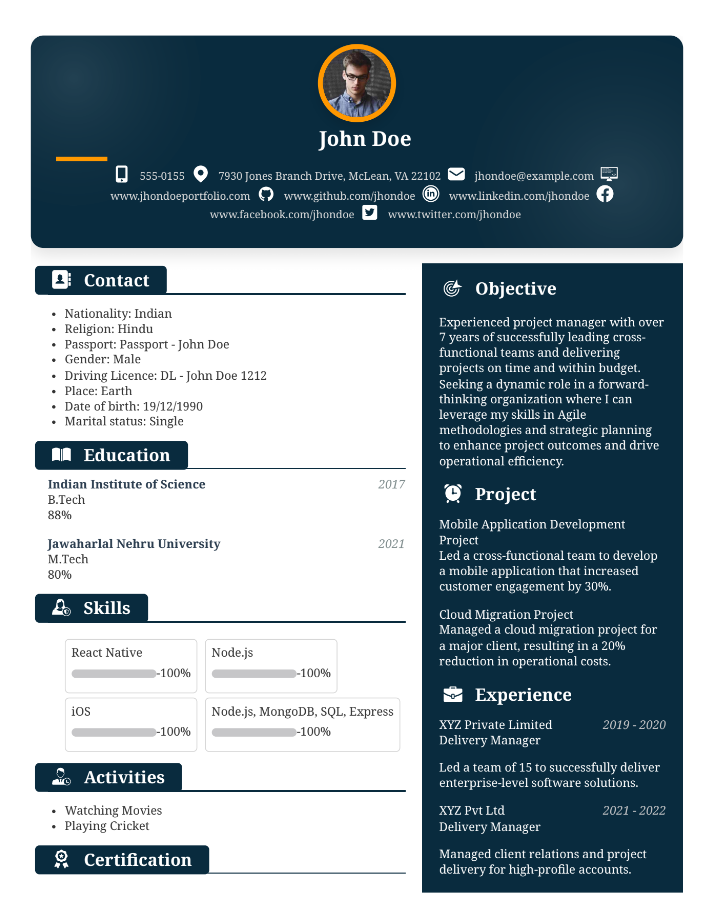 John Doe
555-0155 7930 Jones Branch Drive, McLean, VA 22102 jhondoe@example.com
www.jhondoeportfolio.com www.github.com/jhondoe www.linkedin.com/jhondoe
www.facebook.com/jhondoe www.twitter.com/jhondoe
Contact
• Nationality: Indian
• Religion: Hindu
• Passport: Passport - John Doe
• Gender: Male
• Driving Licence: DL - John Doe 1212
• Place: Earth
• Date of birth: 19/12/1990
• Marital status: Single
Education
Indian Institute of Science 2017
B.Tech
88%
Jawaharlal Nehru University 2021
M.Tech
80%
Skills
React Native
-100%
Node.js
-100%
iOS
-100%
Node.js, MongoDB, SQL, Express
-100%
Activities
• Watching Movies
• Playing Cricket
Certification
Objective
Experienced project manager with over
7 years of successfully leading cross-
functional teams and delivering
projects on time and within budget.
Seeking a dynamic role in a forward-
thinking organization where I can
leverage my skills in Agile
methodologies and strategic planning
to enhance project outcomes and drive
operational efficiency.
Project
Mobile Application Development
Project
Led a cross-functional team to develop
a mobile application that increased
customer engagement by 30%.
Cloud Migration Project
Managed a cloud migration project for
a major client, resulting in a 20%
reduction in operational costs.
Experience
XYZ Private Limited 2019 - 2020
Delivery Manager
Led a team of 15 to successfully deliver
enterprise-level software solutions.
XYZ Pvt Ltd 2021 - 2022
Delivery Manager
Managed client relations and project
delivery for high-profile accounts.